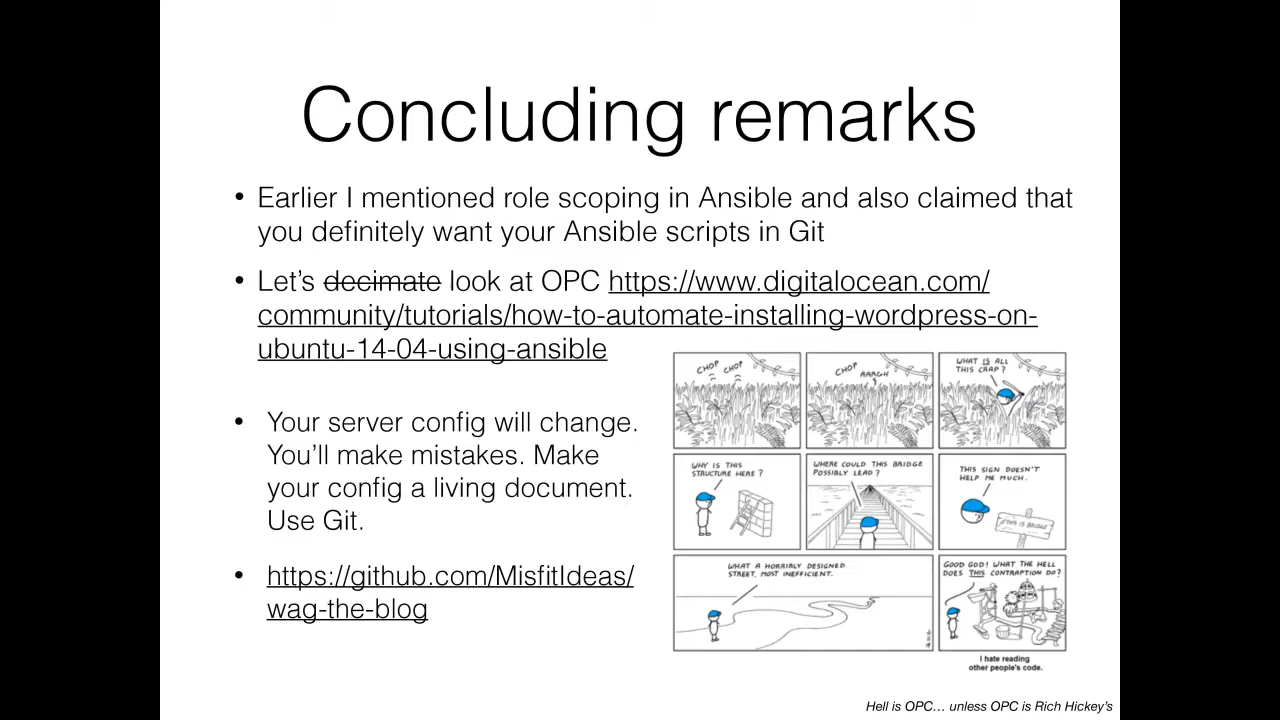 Concluding remarks
• Earlier I mentioned role scoping in Ansible and also claimed that
you definitely want your Ansible scripts in Git
• Let's decimate look at OPC https://www.digitalocean.com/
community/tutorials/how-to-automate-installing-wordpress-on-
ubuntu-14-04-using-ansible
• Your server config will change.
You'll make mistakes. Make
your config a living document.
Use Git.
• https://github.com/MisfitIdeas/
wag-the-blog
CHOP CHOP
CHOP
AARGH
WHAT IS ALL
THIS CRAP?
WHY IS THIS
STRUCTURE HERE?
WHERE COULD THIS BRIDGE
POSSIBLY LEAD?
THIS SIGN DOESN'T
HELP ME MUCH.
THIS IS BRIDGE
WHAT A HORRIBLY DESIGNED
STREET, MOST INEFFICIENT.
GOOD GOD! WHAT THE HELL
DOES THIS CONTRAPTION DO?
I hate reading
other people's code.
Hell is OPC... unless OPC is Rich Hickey's